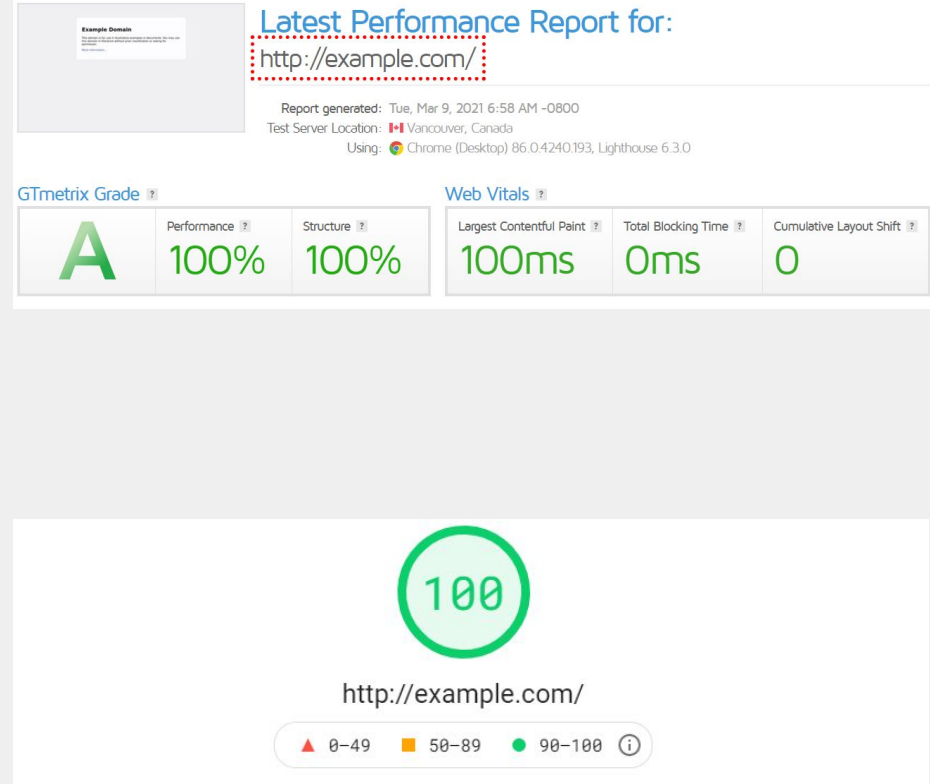 Example Domain
Latest Performance Report for:
http://example.com/
Report generated: Tue, Mar 9, 2021 6:58 AM -0800
Test Server Location: Vancouver, Canada
Using: Chrome (Desktop) 86.0.4240.193, Lighthouse 6.3.0
GTmetrix Grade ?
Web Vitals ?
A
Performance ?
100%
Structure ?
100%
Largest Contentful Paint ?
100ms
Total Blocking Time ?
0ms
Cumulative Layout Shift ?
0
100
http://example.com/
0–49 50–89 90–100